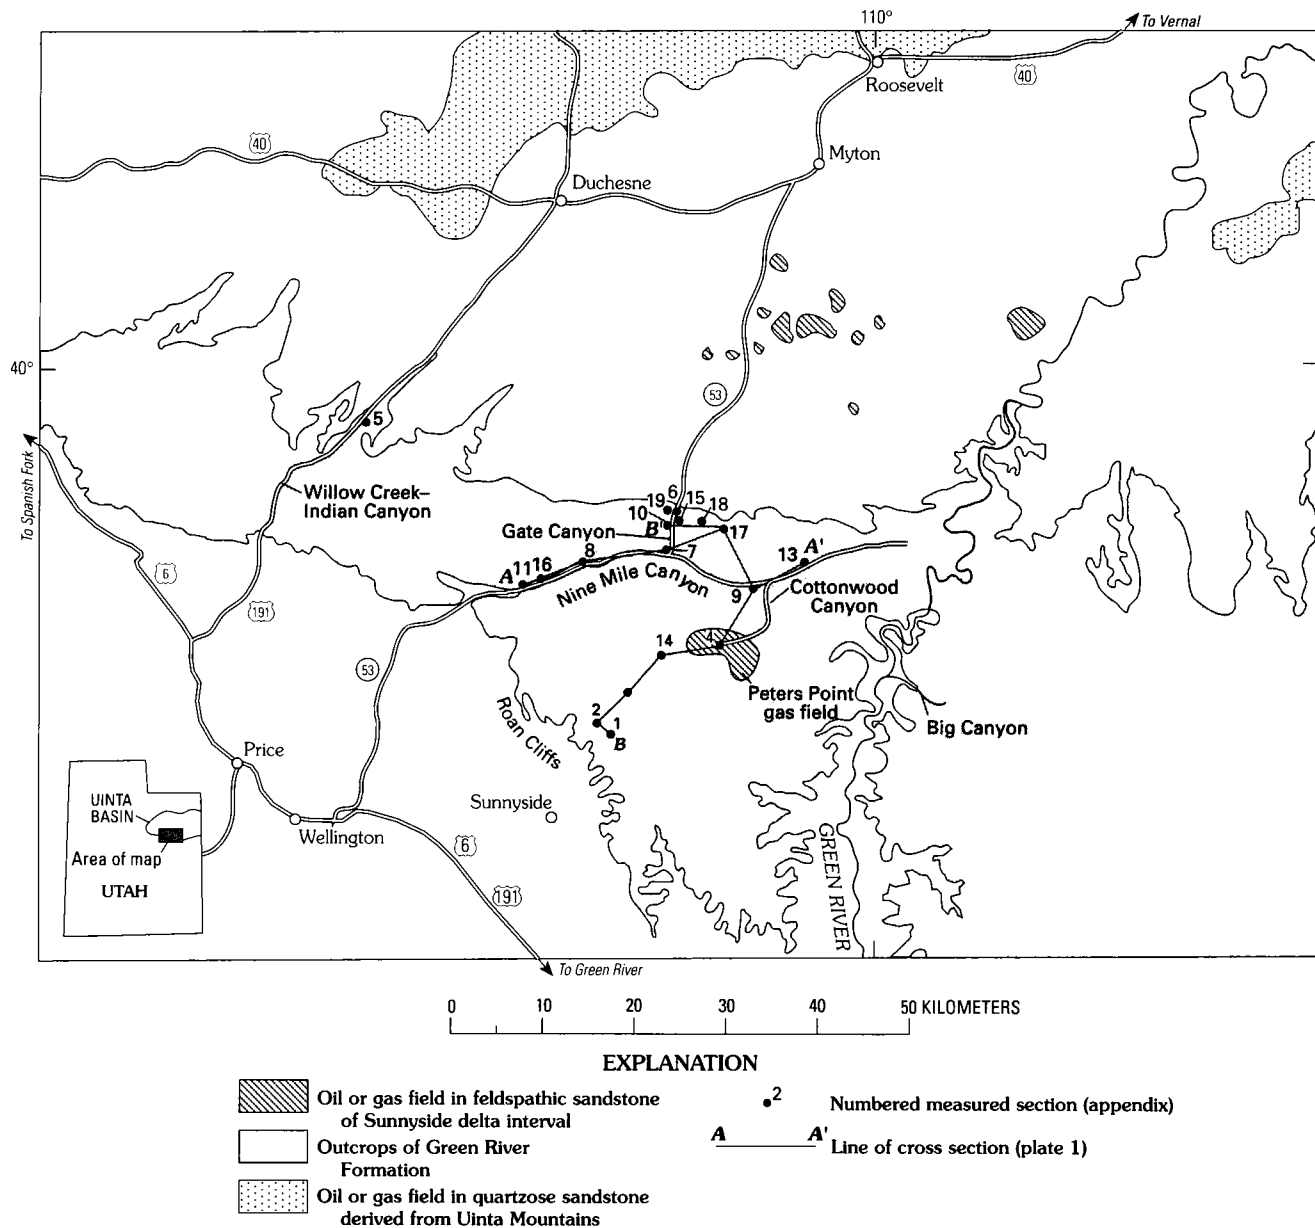 110°
To Vernal
40
Roosevelt
40
Myton
Duchesne
40°
53
5
To Spanish Fork
Willow Creek–
Indian Canyon
6
15
19
18
10
B'
17
Gate Canyon
7
8
13
A'
11
16
A
Nine Mile Canyon
9
Cottonwood
Canyon
6
191
53
4
14
Peters Point
gas field
Big Canyon
2
1
B
Roan Cliffs
Price
Sunnyside
UINTA
BASIN
Area of map
UTAH
Wellington
6
191
GREEN RIVER
To Green River
0 10 20 30 40 50 KILOMETERS
EXPLANATION
Oil or gas field in feldspathic sandstone
of Sunnyside delta interval
Outcrops of Green River
Formation
Oil or gas field in quartzose sandstone
derived from Uinta Mountains
2
Numbered measured section (appendix)
A A'
Line of cross section (plate 1)